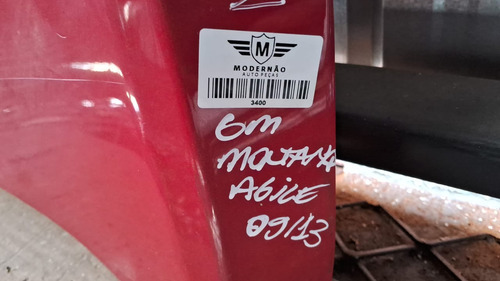 M
MODERNÃO
AUTO PEÇAS
3400
GM
MONTANA
AGILE
09/13